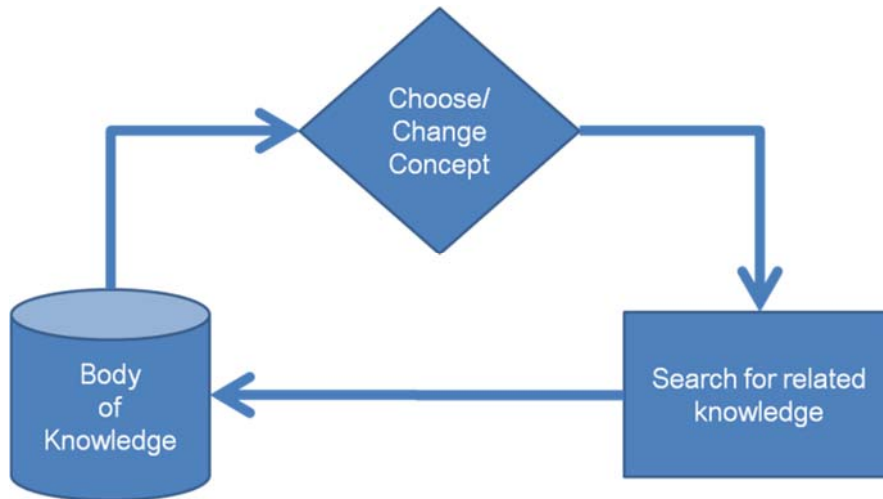 Choose/
Change
Concept
Search for related
knowledge
Body
of
Knowledge